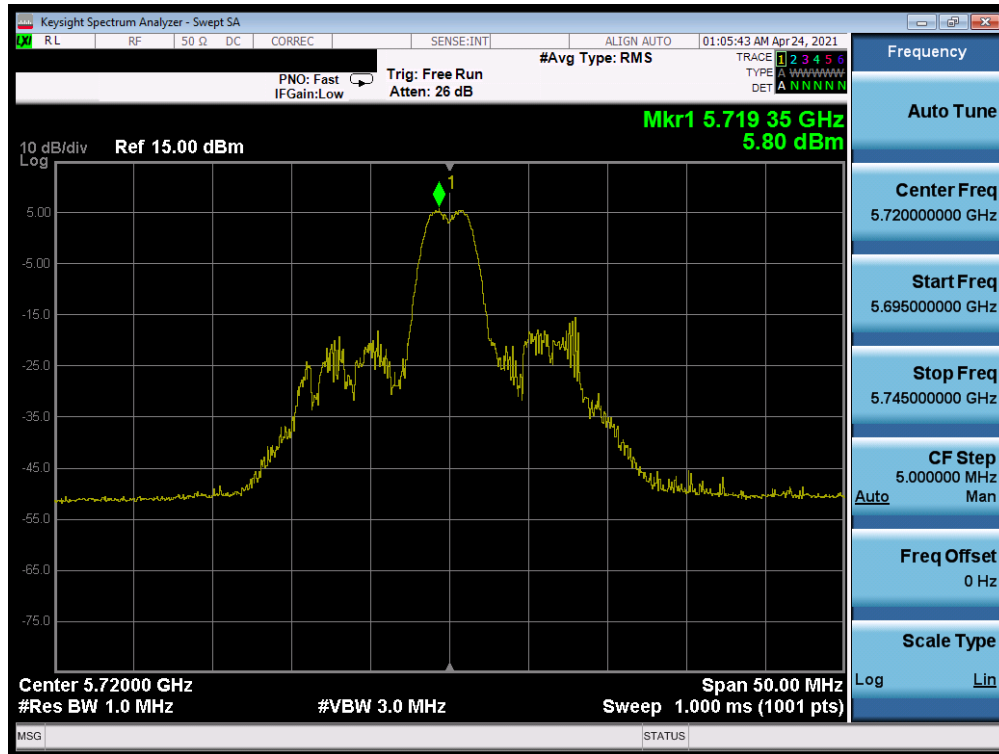 Keysight Spectrum Analyzer - Swept SA
LXI RL RF 50 Ω DC CORREC SENSE:INT ALIGN AUTO 01:05:43 AM Apr 24, 2021
#Avg Type: RMS TRACE 1 2 3 4 5 6
PNO: Fast Trig: Free Run TYPE A WWWWW
IFGain:Low Atten: 26 dB DET A N N N N N
Mkr1 5.719 35 GHz
5.80 dBm
10 dB/div Ref 15.00 dBm
Log
1
5.00
-5.00
-15.0
-25.0
-35.0
-45.0
-55.0
-65.0
-75.0
Center 5.72000 GHz Span 50.00 MHz
#Res BW 1.0 MHz #VBW 3.0 MHz Sweep 1.000 ms (1001 pts)
MSG STATUS
Frequency
Auto Tune
Center Freq
5.720000000 GHz
Start Freq
5.695000000 GHz
Stop Freq
5.745000000 GHz
CF Step
5.000000 MHz
Auto Man
Freq Offset
0 Hz
Scale Type
Log Lin